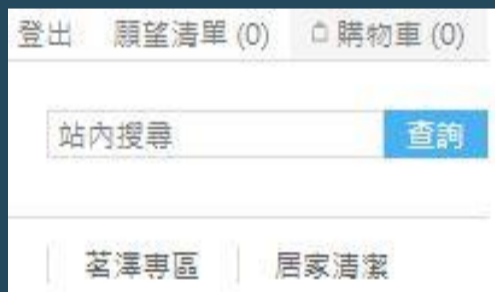 登出 願望清單 (0) 購物車 (0)
站內搜尋 查詢
茗澤專區 居家清潔